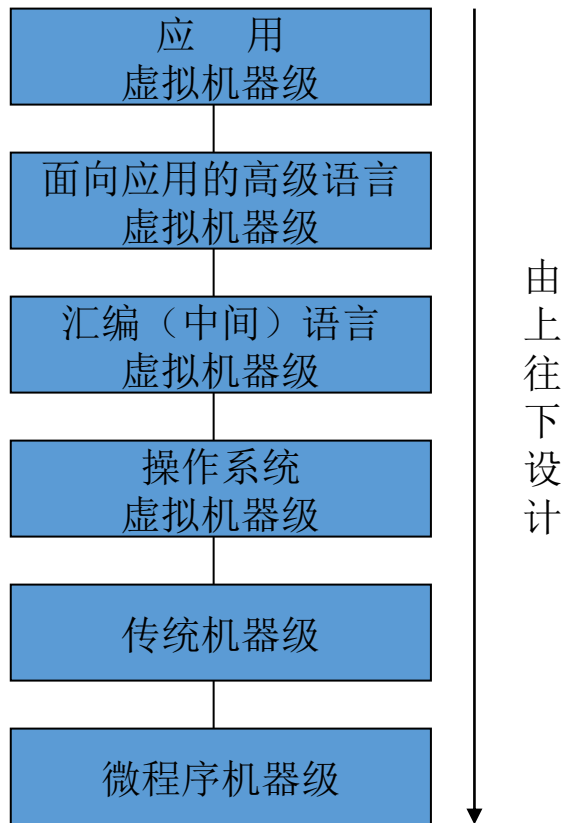 应 用
虚拟机器级
面向应用的高级语言
虚拟机器级
汇编（中间）语言
虚拟机器级
操作系统
虚拟机器级
传统机器级
微程序机器级
由上往下设计